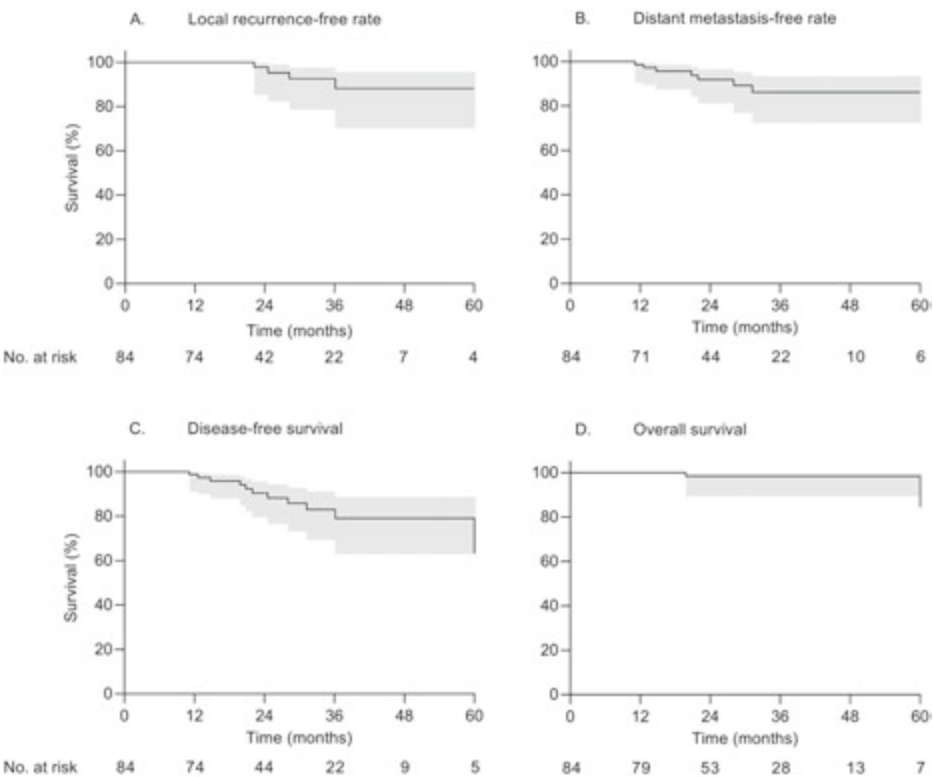 A. Local recurrence-free rate
100
80
60
40
20
0
Survival (%)
0 12 24 36 48 60
Time (months)
No. at risk 84 74 42 22 7 4
B. Distant metastasis-free rate
100
80
60
40
20
0
0 12 24 36 48 60
Time (months)
84 71 44 22 10 6
C. Disease-free survival
100
80
60
40
20
0
Survival (%)
0 12 24 36 48 60
Time (months)
No. at risk 84 74 44 22 9 5
D. Overall survival
100
80
60
40
20
0
0 12 24 36 48 60
Time (months)
84 79 53 28 13 7